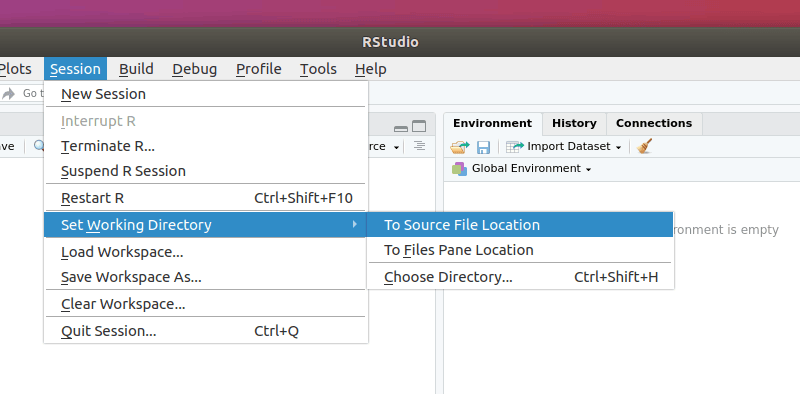 RStudio
Plots Session Build Debug Profile Tools Help
Go t
New Session
Interrupt R
Terminate R...
Suspend R Session
Restart R Ctrl+Shift+F10
Set Working Directory
Load Workspace...
Save Workspace As...
Clear Workspace...
Quit Session... Ctrl+Q
To Source File Location
To Files Pane Location
Choose Directory... Ctrl+Shift+H
ve
rce
Environment History Connections
Import Dataset
Global Environment
ronment is empty